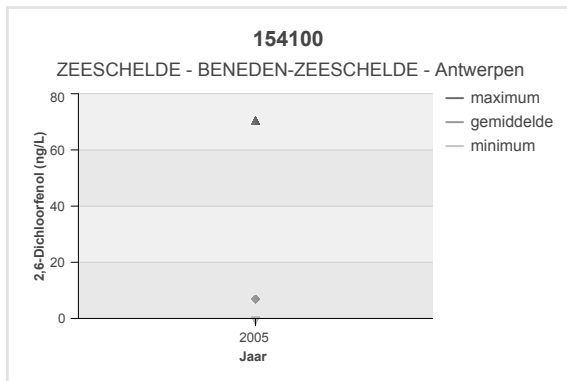 154100
ZEESCHELDE - BENEDEN-ZEESCHELDE - Antwerpen
80
60
40
20
0
2,6-Dichloorfenol (ng/L)
2005
Jaar
maximum
gemiddelde
minimum